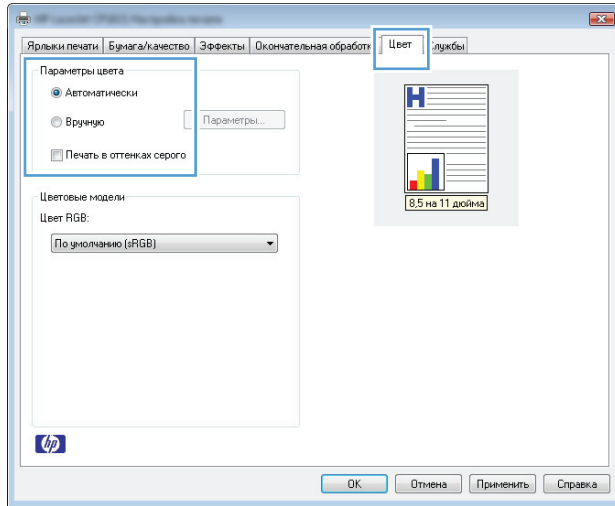 Ярлыки печати
Бумага/качество
Эффекты
Окончательная обработк
Цвет
лужбы
Параметры цвета
Автоматически
Вручную
Параметры...
Печать в оттенках серого
H
8,5 на 11 дюйма
Цветовые модели
Цвет RGB:
По умолчанию (sRGB)
hp
OK
Отмена
Применить
Справка